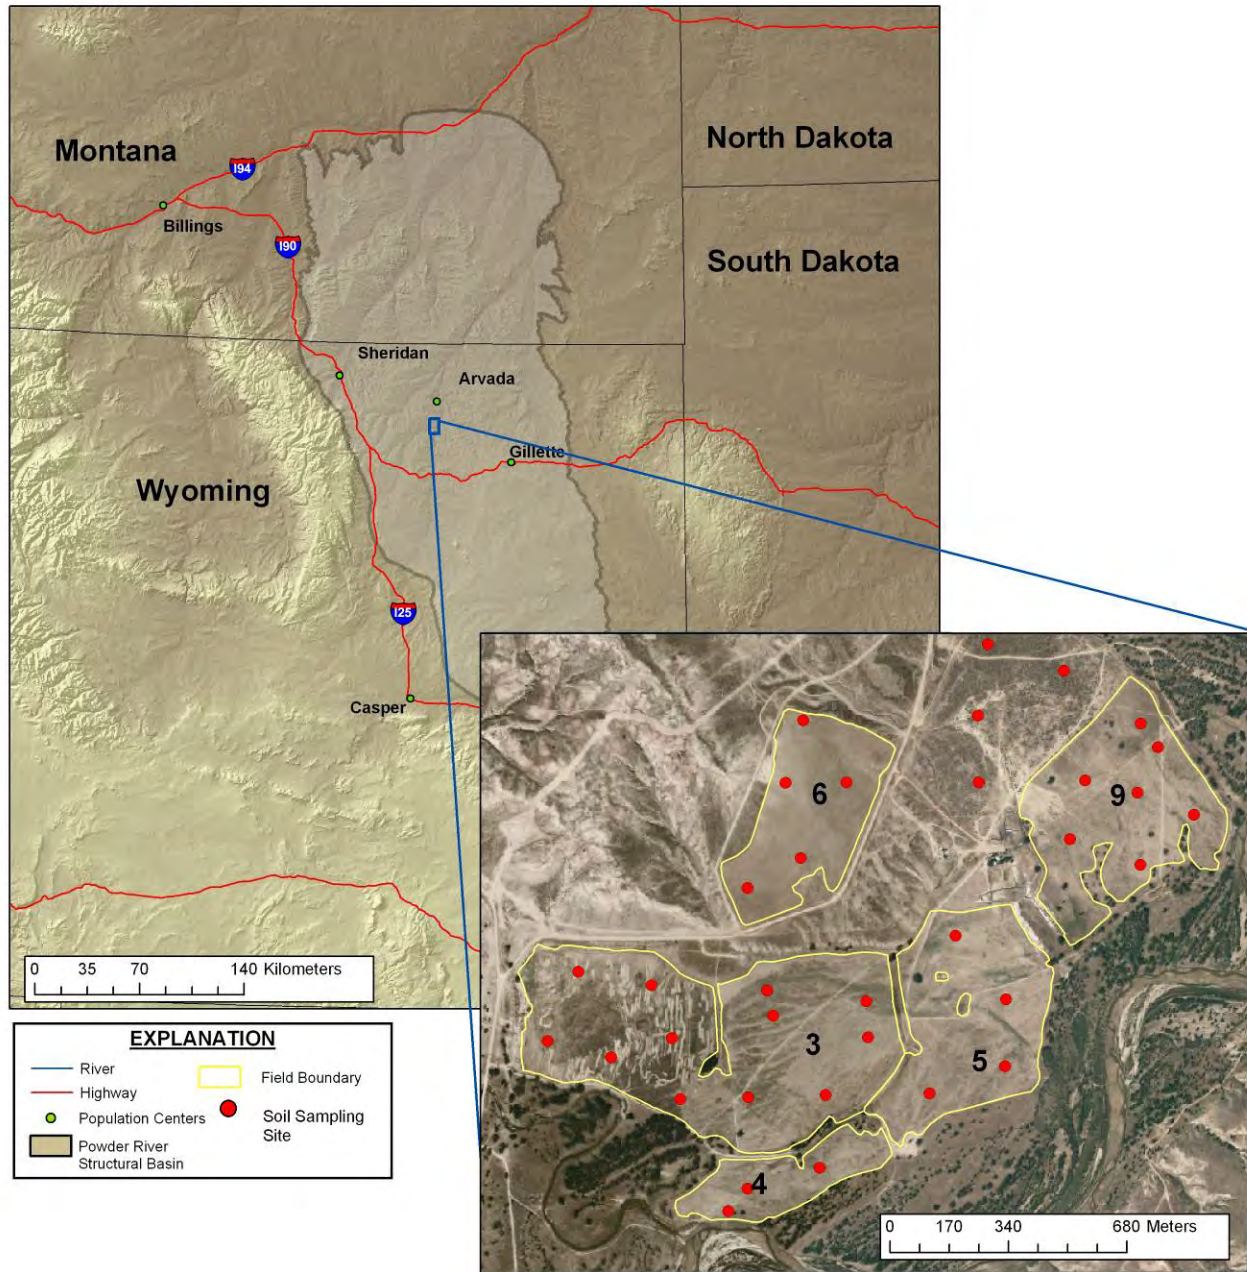 Montana
North Dakota
I94
Billings
I90
South Dakota
Sheridan
Arvada
Gillette
Wyoming
I25
Casper
6
9
3
5
4
0 35 70 140 Kilometers
0 170 340 680 Meters
EXPLANATION
River
Highway
Population Centers
Powder River
Structural Basin
Field Boundary
Soil Sampling
Site